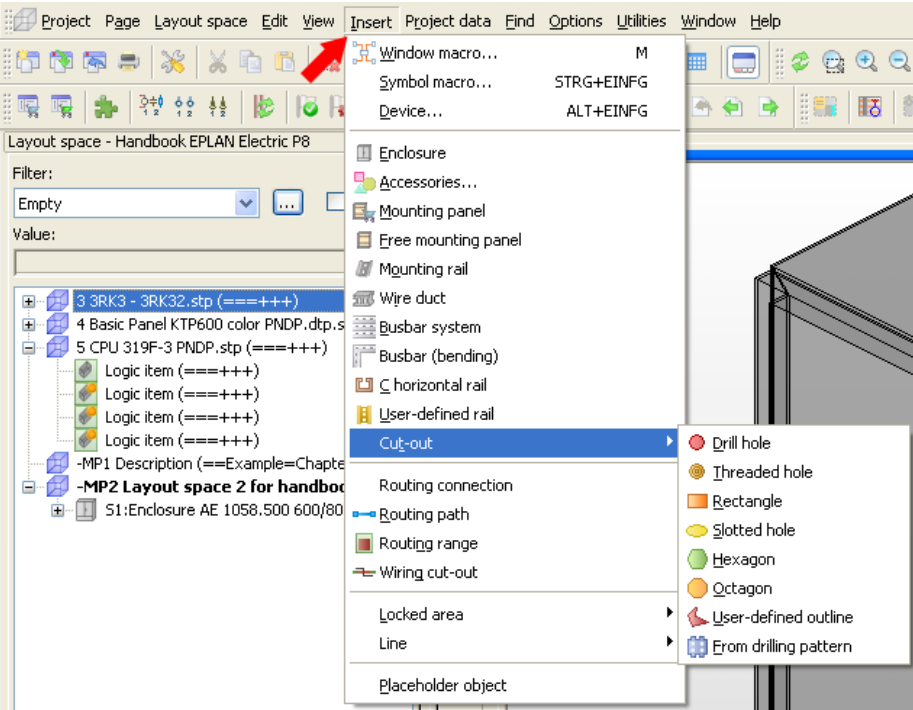 Project Page Layout space Edit View Insert Project data Find Options Utilities Window Help
Window macro... M
Symbol macro... STRG+EINFG
Device... ALT+EINFG
Layout space - Handbook EPLAN Electric P8
Filter:
Empty
...
Value:
3 3RK3 - 3RK32.stp (===+++)
4 Basic Panel KTP600 color PNDP.dtp.s
5 CPU 319F-3 PNDP.stp (===+++)
Logic item (===+++)
Logic item (===+++)
Logic item (===+++)
Logic item (===+++)
-MP1 Description (==Example=Chapte
-MP2 Layout space 2 for handboo
S1:Enclosure AE 1058.500 600/80
Enclosure
Accessories...
Mounting panel
Free mounting panel
Mounting rail
Wire duct
Busbar system
Busbar (bending)
C horizontal rail
User-defined rail
Cut-out
Routing connection
Routing path
Routing range
Wiring cut-out
Locked area
Line
Placeholder object
Drill hole
Threaded hole
Rectangle
Slotted hole
Hexagon
Octagon
User-defined outline
From drilling pattern